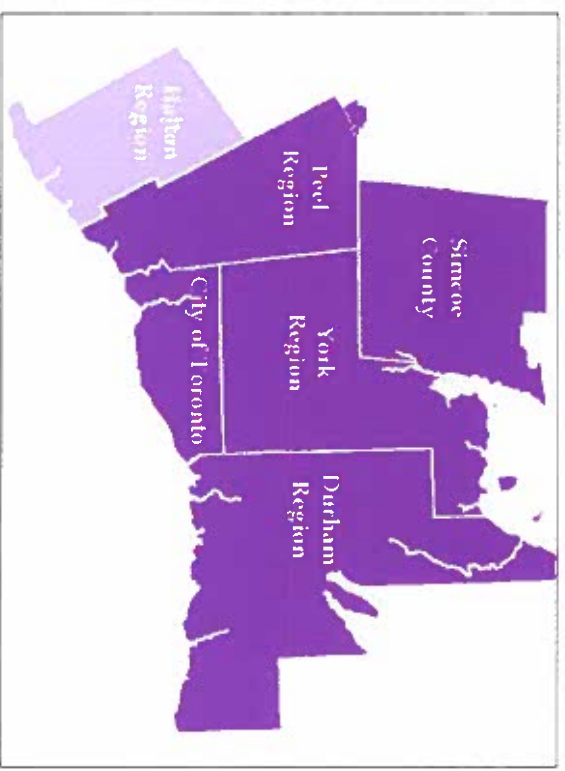 Halton
Region
Peel
Region
Simcoe
County
York
Region
City of Toronto
Durham
Region